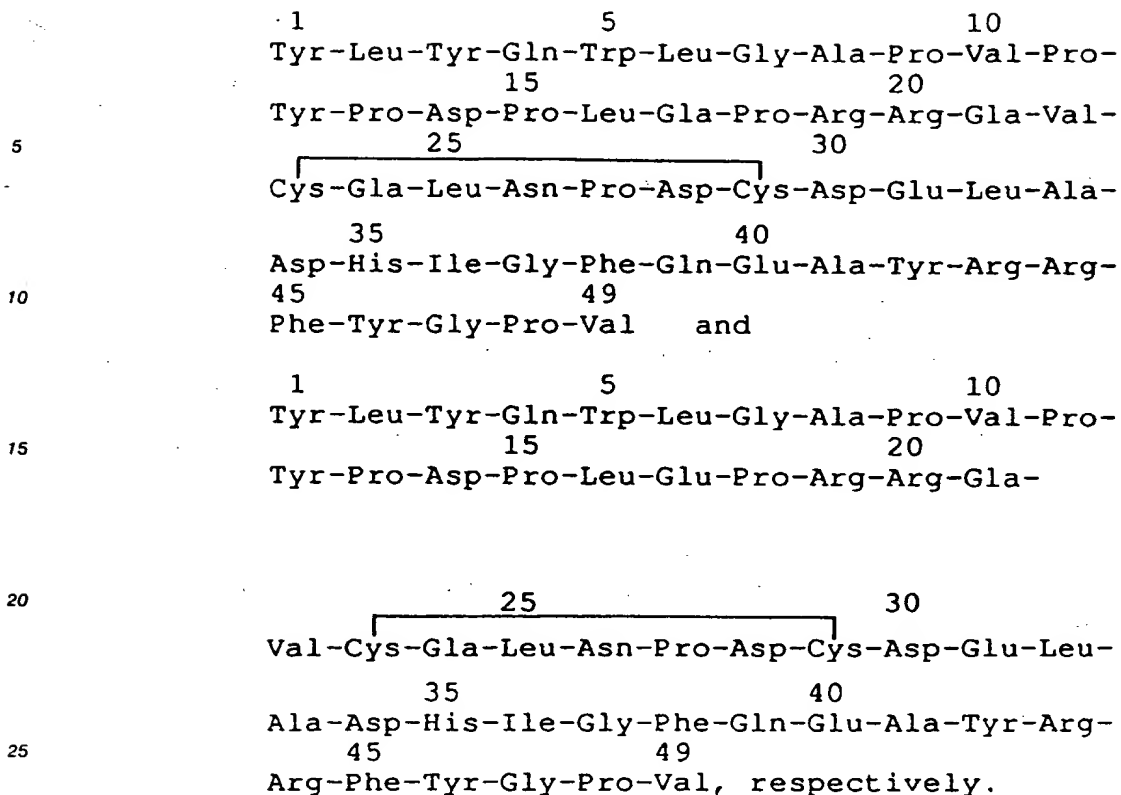 1 5 10
Tyr-Leu-Tyr-Gln-Trp-Leu-Gly-Ala-Pro-Val-Pro-
15 20
Tyr-Pro-Asp-Pro-Leu-Gla-Pro-Arg-Arg-Gla-Val-
5 25 30
Cys-Gla-Leu-Asn-Pro-Asp-Cys-Asp-Glu-Leu-Ala-
35 40
Asp-His-Ile-Gly-Phe-Gln-Glu-Ala-Tyr-Arg-Arg-
10 45 49
Phe-Tyr-Gly-Pro-Val and
1 5 10
Tyr-Leu-Tyr-Gln-Trp-Leu-Gly-Ala-Pro-Val-Pro-
15 15 20
Tyr-Pro-Asp-Pro-Leu-Glu-Pro-Arg-Arg-Gla-
20 25 30
Val-Cys-Gla-Leu-Asn-Pro-Asp-Cys-Asp-Glu-Leu-
35 40
Ala-Asp-His-Ile-Gly-Phe-Gln-Glu-Ala-Tyr-Arg-
25 45 49
Arg-Phe-Tyr-Gly-Pro-Val, respectively.